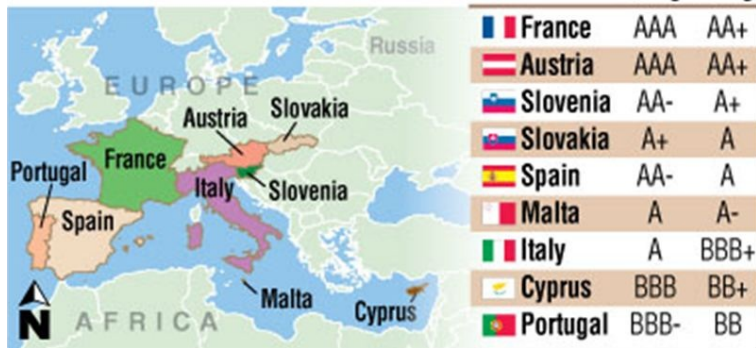 Russia
EUROPE
Slovakia
Austria
France
Portugal
Italy
Slovenia
Spain
Malta
Cyprus
N
AFRICA
France AAA AA+
Austria AAA AA+
Slovenia AA- A+
Slovakia A+ A
Spain AA- A
Malta A A-
Italy A BBB+
Cyprus BBB BB+
Portugal BBB- BB